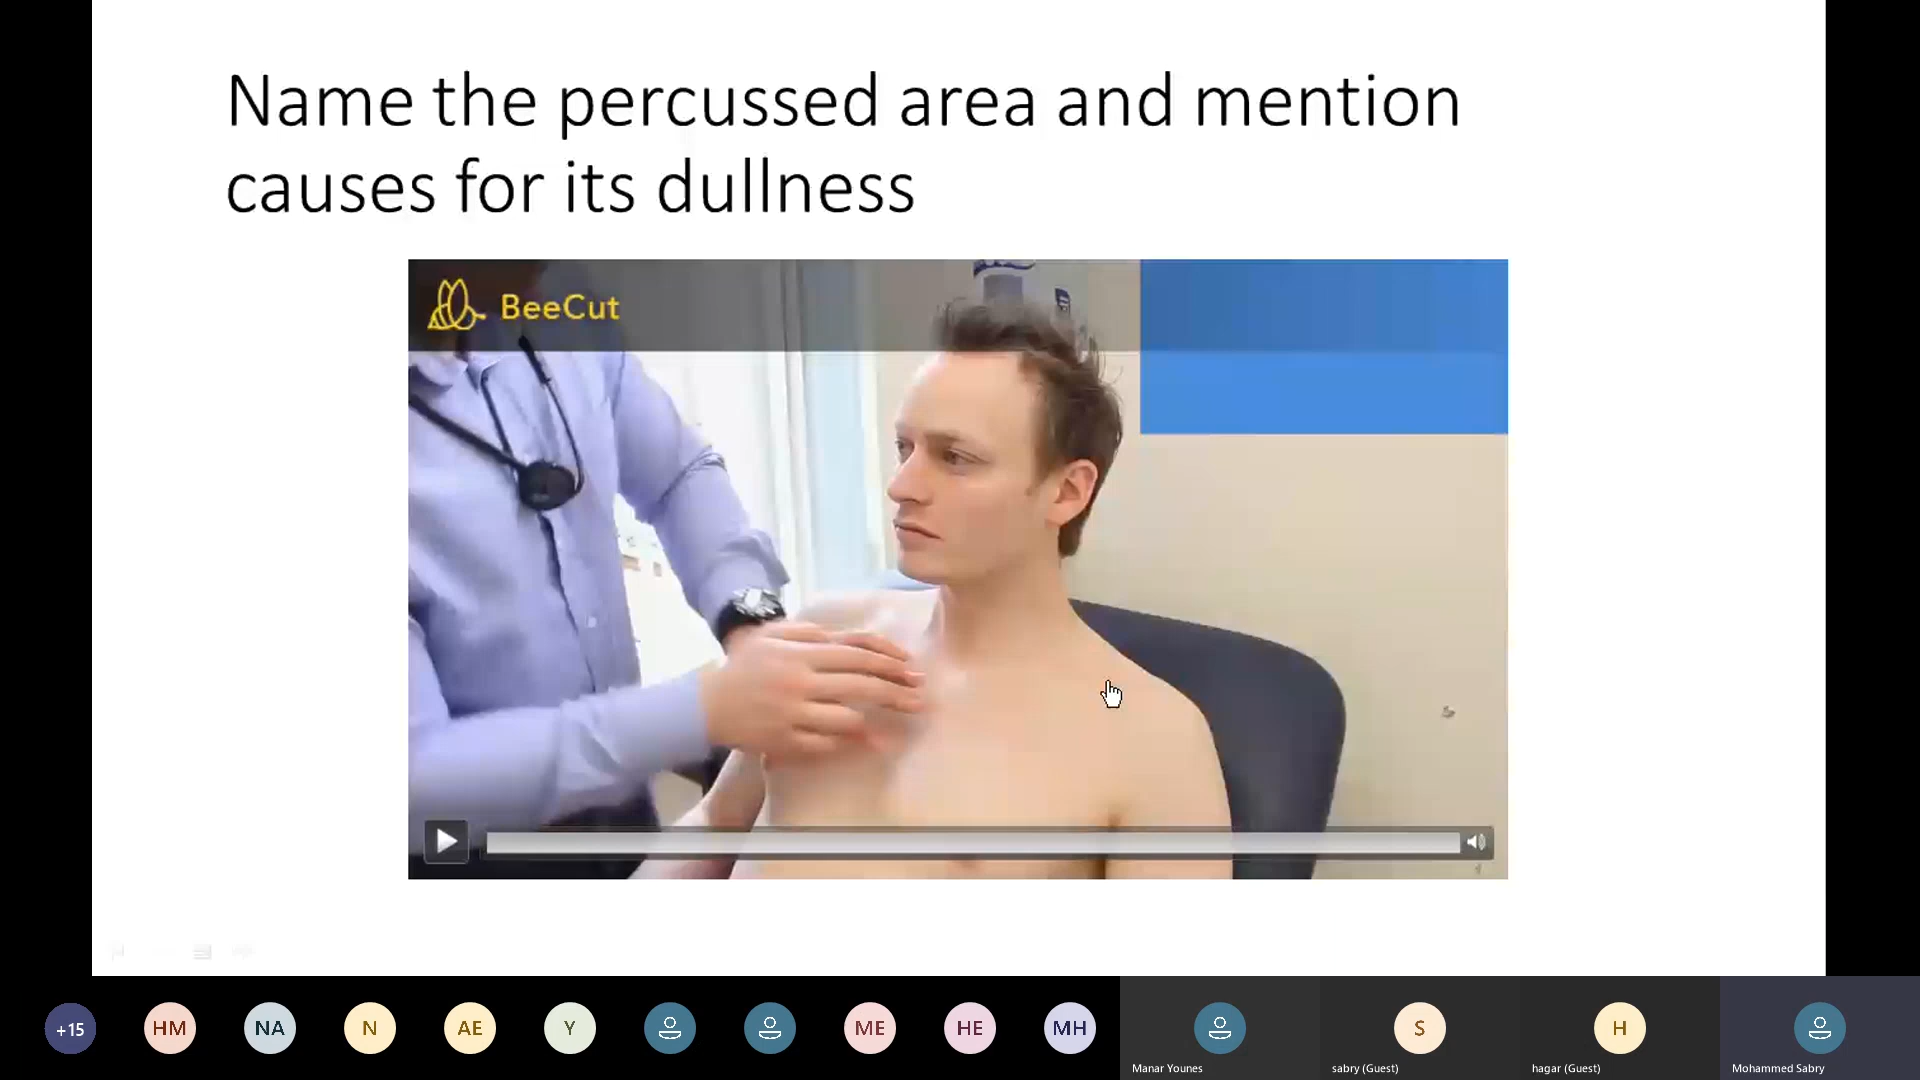 Name the percussed area and mention
causes for its dullness
BeeCut
+15
HM
NA
N
AE
Y
ME
HE
MH
S
H
Manar Younes
sabry (Guest)
hagar (Guest)
Mohammed Sabry